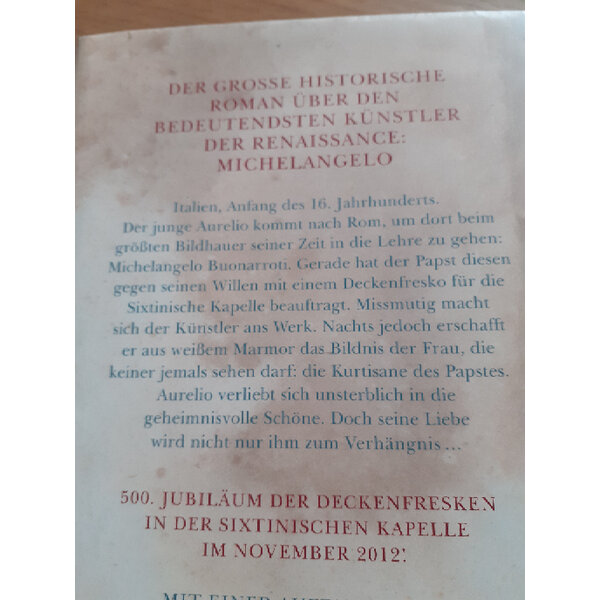 DER GROSSE HISTORISCHE
ROMAN ÜBER DEN
BEDEUTENDSTEN KÜNSTLER
DER RENAISSANCE:
MICHELANGELO
Italien, Anfang des 16. Jahrhunderts.
Der junge Aurelio kommt nach Rom, um dort beim
größten Bildhauer seiner Zeit in die Lehre zu gehen:
Michelangelo Buonarroti. Gerade hat der Papst diesen
gegen seinen Willen mit einem Deckenfresko für die
Sixtinische Kapelle beauftragt. Missmutig macht
sich der Künstler ans Werk. Nachts jedoch erschafft
er aus weißem Marmor das Bildnis der Frau, die
keiner jemals sehen darf: die Kurtisane des Papstes.
Aurelio verliebt sich unsterblich in die
geheimnisvolle Schöne. Doch seine Liebe
wird nicht nur ihm zum Verhängnis ...
500. JUBILÄUM DER DECKENFRESKEN
IN DER SIXTINISCHEN KAPELLE
IM NOVEMBER 2012!
MIT EINER